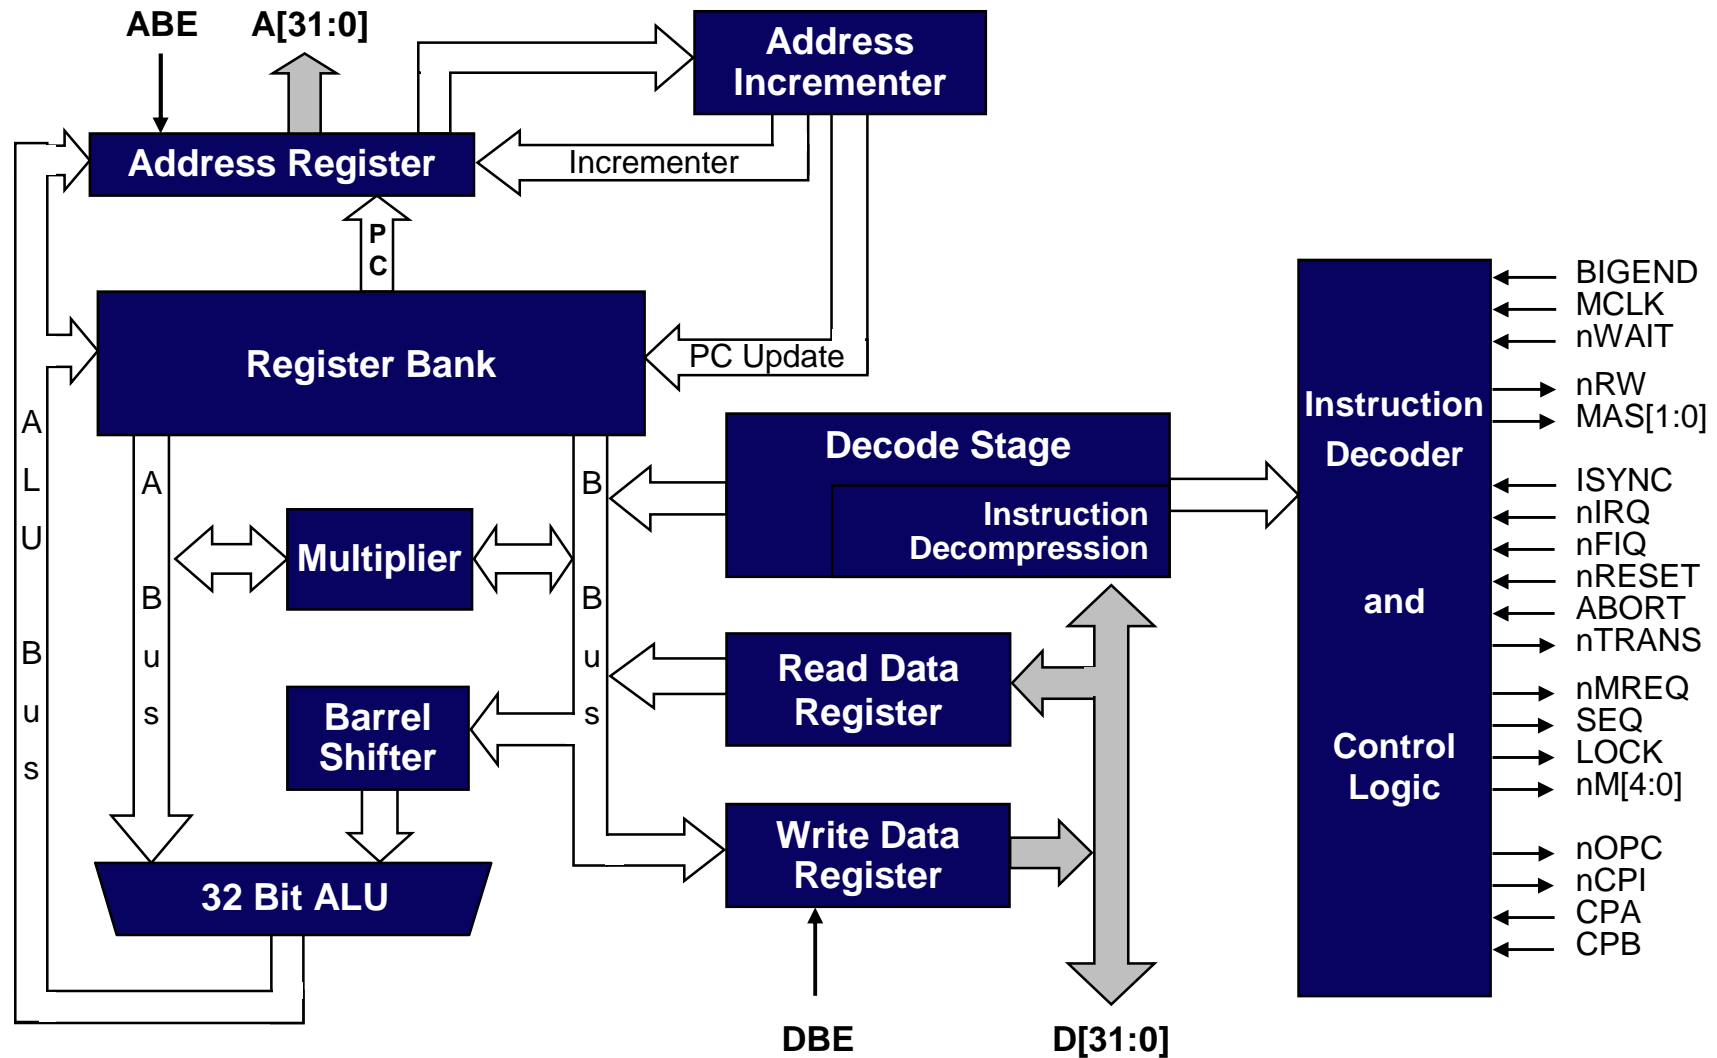 ABE A[31:0]
Address
Incrementer
Address Register
Incrementer
P
C
Register Bank
PC Update
A
L
U
B
u
s
A
B
u
s
B
B
u
s
Decode Stage
Instruction
Decompression
Multiplier
Read Data
Register
Barrel
Shifter
Write Data
Register
32 Bit ALU
DBE D[31:0]
Instruction
Decoder
and
Control
Logic
BIGEND
MCLK
nWAIT
nRW
MAS[1:0]
ISYNC
nIRQ
nFIQ
nRESET
ABORT
nTRANS
nMREQ
SEQ
LOCK
nM[4:0]
nOPC
nCPI
CPA
CPB